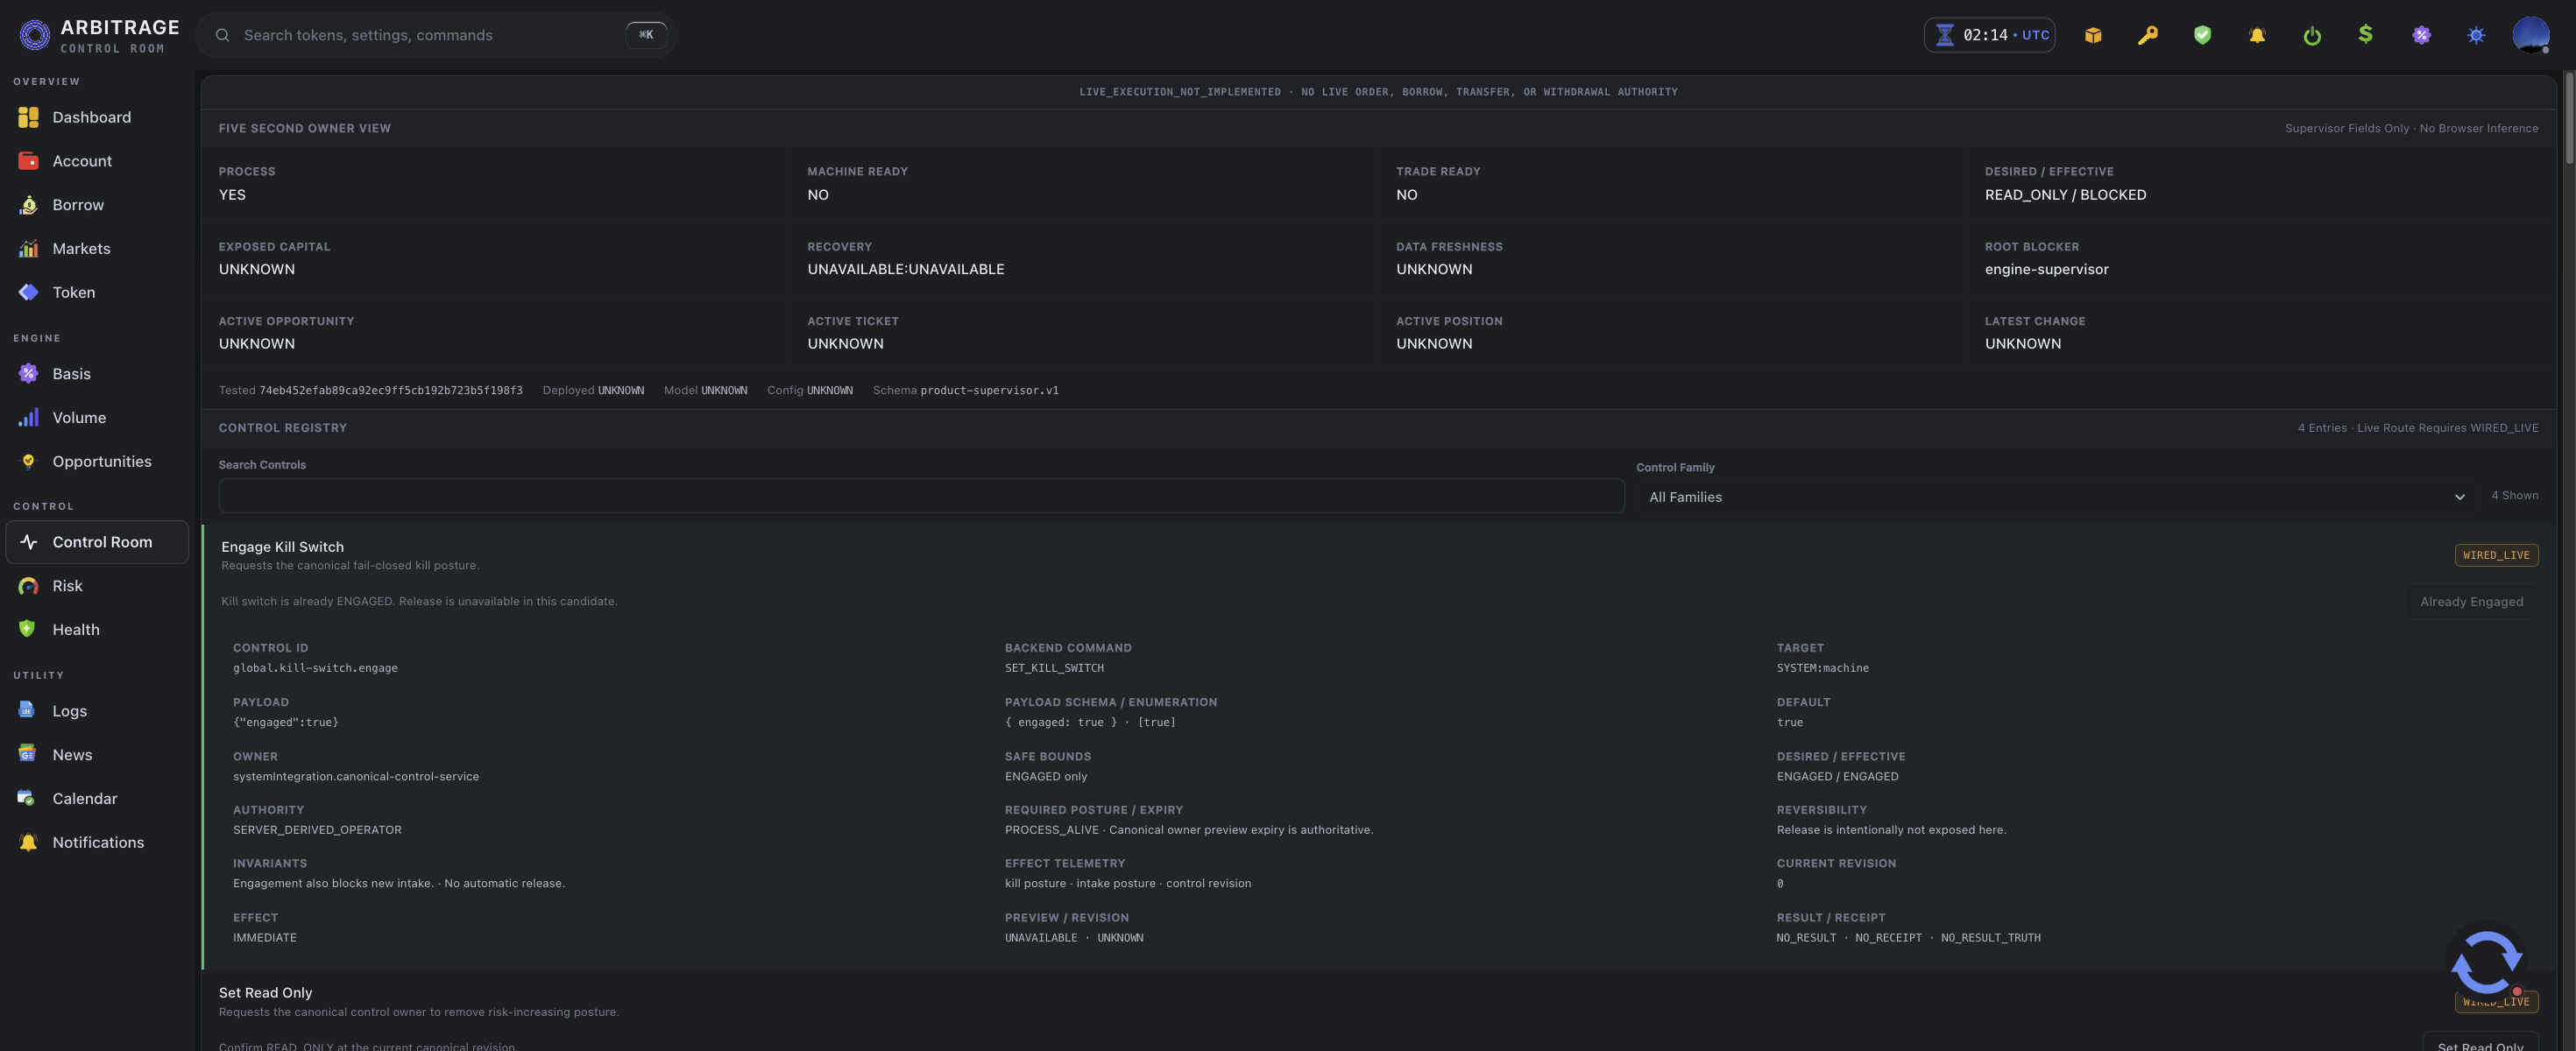 ARBITRAGE
CONTROL ROOM
Search tokens, settings, commands
⌘K
02:14 • UTC
OVERVIEW
Dashboard
Account
Borrow
Markets
Token
ENGINE
Basis
Volume
Opportunities
CONTROL
Control Room
Risk
Health
UTILITY
Logs
News
Calendar
Notifications
LIVE_EXECUTION_NOT_IMPLEMENTED · NO LIVE ORDER, BORROW, TRANSFER, OR WITHDRAWAL AUTHORITY
FIVE SECOND OWNER VIEW
Supervisor Fields Only · No Browser Inference
PROCESS
YES
MACHINE READY
NO
TRADE READY
NO
DESIRED / EFFECTIVE
READ_ONLY / BLOCKED
EXPOSED CAPITAL
UNKNOWN
RECOVERY
UNAVAILABLE:UNAVAILABLE
DATA FRESHNESS
UNKNOWN
ROOT BLOCKER
engine-supervisor
ACTIVE OPPORTUNITY
UNKNOWN
ACTIVE TICKET
UNKNOWN
ACTIVE POSITION
UNKNOWN
LATEST CHANGE
UNKNOWN
Tested 74eb452efab89ca92ec9ff5cb192b723b5f198f3 Deployed UNKNOWN Model UNKNOWN Config UNKNOWN Schema product-supervisor.v1
CONTROL REGISTRY
4 Entries · Live Route Requires WIRED_LIVE
Search Controls
Control Family
All Families
4 Shown
Engage Kill Switch
WIRED_LIVE
Requests the canonical fail-closed kill posture.
Kill switch is already ENGAGED. Release is unavailable in this candidate.
Already Engaged
CONTROL ID
global.kill-switch.engage
BACKEND COMMAND
SET_KILL_SWITCH
TARGET
SYSTEM:machine
PAYLOAD
{"engaged":true}
PAYLOAD SCHEMA / ENUMERATION
{ engaged: true } · [true]
DEFAULT
true
OWNER
systemIntegration.canonical-control-service
SAFE BOUNDS
ENGAGED only
DESIRED / EFFECTIVE
ENGAGED / ENGAGED
AUTHORITY
SERVER_DERIVED_OPERATOR
REQUIRED POSTURE / EXPIRY
PROCESS_ALIVE · Canonical owner preview expiry is authoritative.
REVERSIBILITY
Release is intentionally not exposed here.
INVARIANTS
Engagement also blocks new intake. · No automatic release.
EFFECT TELEMETRY
kill posture · intake posture · control revision
CURRENT REVISION
0
EFFECT
IMMEDIATE
PREVIEW / REVISION
UNAVAILABLE · UNKNOWN
RESULT / RECEIPT
NO_RESULT · NO_RECEIPT · NO_RESULT_TRUTH
Set Read Only
WIRED_LIVE
Requests the canonical control owner to remove risk-increasing posture.
Confirm READ_ONLY at the current canonical revision.
Set Read Only